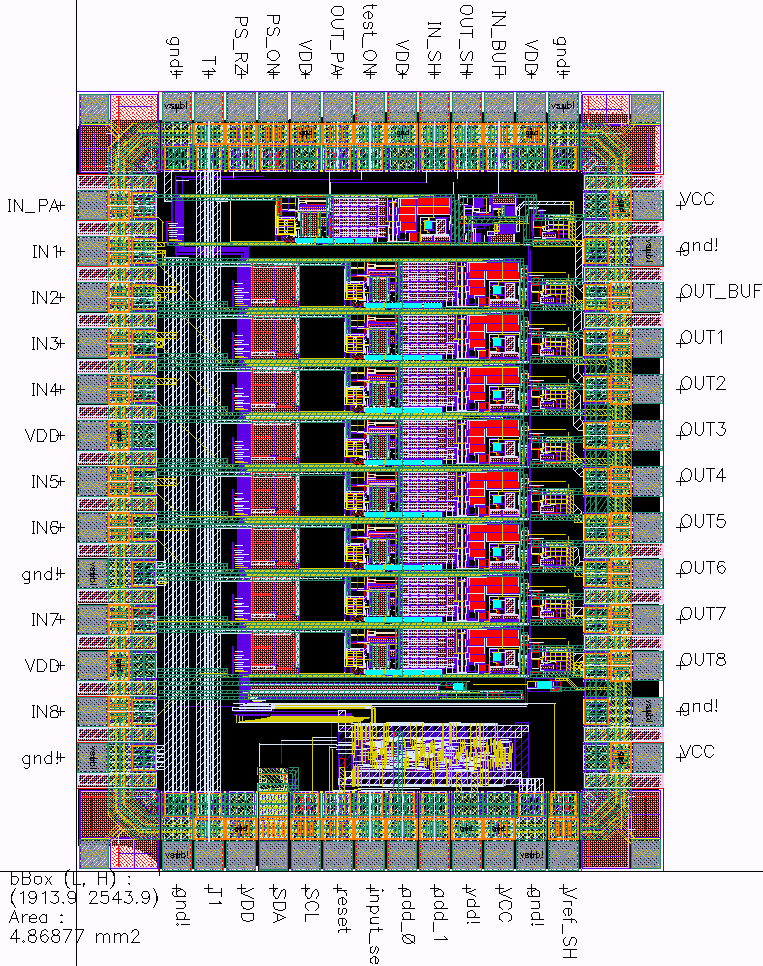 gnd!
T1
PS_RZ
PS_ON
VDD
OUT_PA
test_ON
VDD
IN_SH
OUT_SH
IN_BUF
VDD
gnd!
IN_PA
IN1
IN2
IN3
IN4
VDD
IN5
IN6
gnd!
IN7
VDD
IN8
gnd!
VCC
gnd!
OUT_BUF
OUT1
OUT2
OUT3
OUT4
OUT5
OUT6
OUT7
OUT8
gnd!
VCC
gnd!
T1
VDD
SDA
SCL
reset
input_se
add_0
add_1
vdd!
VCC
gnd!
Vref_SH
bBox (L, H) :
(1913.9 2543.9)
Area :
4.86877 mm2